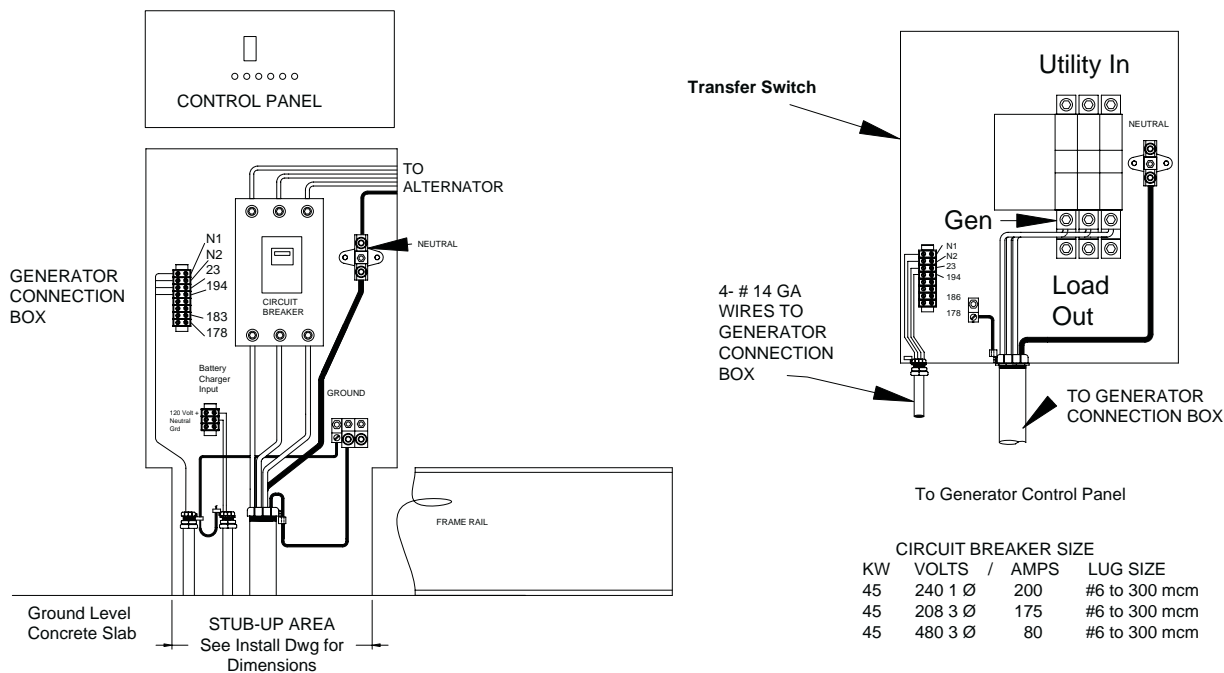 CONTROL PANEL
TO
ALTERNATOR
N1
N2
23
194
183
178
NEUTRAL
GENERATOR
CONNECTION
BOX
CIRCUIT
BREAKER
Battery
Charger
Input
120 Volt +
Neutral
Grd
GROUND
FRAME RAIL
Ground Level
Concrete Slab
STUB-UP AREA
See Install Dwg for
Dimensions
Transfer Switch
Utility In
NEUTRAL
Gen
N1
N2
23
194
186
178
Load
Out
4- # 14 GA
WIRES TO
GENERATOR
CONNECTION
BOX
TO GENERATOR
CONNECTION BOX
To Generator Control Panel
CIRCUIT BREAKER SIZE
KW VOLTS / AMPS LUG SIZE
45 240 1 Ø 200 #6 to 300 mcm
45 208 3 Ø 175 #6 to 300 mcm
45 480 3 Ø 80 #6 to 300 mcm